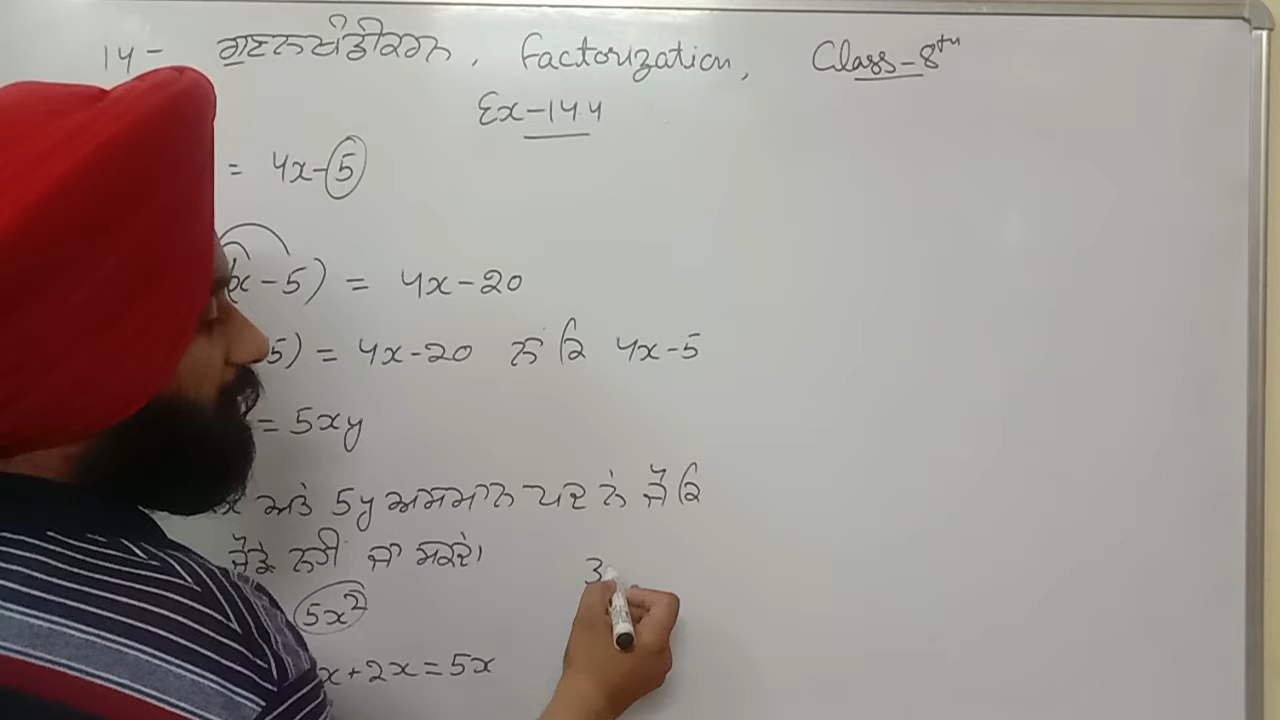 14- ਗੁਣਨਖੰਡੀਕਰਨ, Factorization, Class-8th
Ex-14.4
= 4x-5
x-5) = 4x-20
5) = 4x-20 ਨਾ ਕਿ 4x-5
= 5xy
x ਅਤੇ 5y ਅਸਮਾਨ ਪਦ ਨੇ ਜੋ ਕਿ
ਜੋੜੇ ਨਹੀਂ ਜਾ ਸਕਦੇ।
3
5x²
x+2x=5x